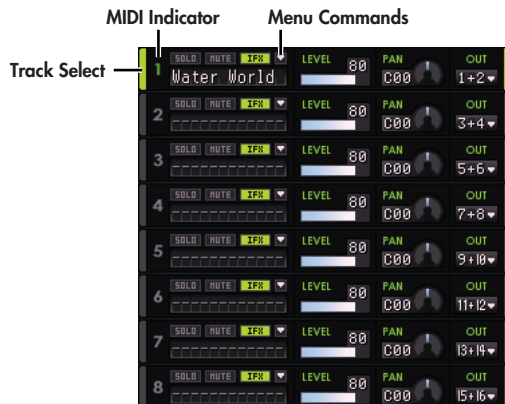 MIDI Indicator Menu Commands
Track Select
SOLO MUTE IFX LEVEL 80 PAN OUT
1 Water World C00 1+2
SOLO MUTE IFX LEVEL 80 PAN OUT
2 C00 3+4
SOLO MUTE IFX LEVEL 80 PAN OUT
3 C00 5+6
SOLO MUTE IFX LEVEL 80 PAN OUT
4 C00 7+8
SOLO MUTE IFX LEVEL 80 PAN OUT
5 C00 9+10
SOLO MUTE IFX LEVEL 80 PAN OUT
6 C00 11+12
SOLO MUTE IFX LEVEL 80 PAN OUT
7 C00 13+14
SOLO MUTE IFX LEVEL 80 PAN OUT
8 C00 15+16